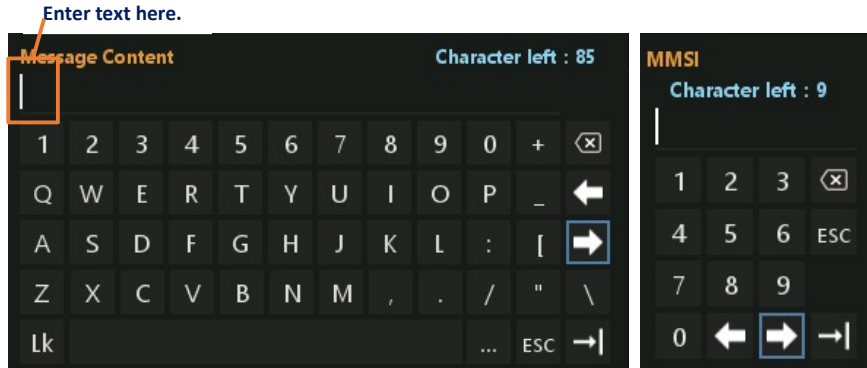 Enter text here.
Message Content Character left : 85
1 2 3 4 5 6 7 8 9 0 +
Q W E R T Y U I O P _
A S D F G H J K L : [
Z X C V B N M , . / " \
Lk ... ESC
MMSI
Character left : 9
1 2 3
4 5 6 ESC
7 8 9
0